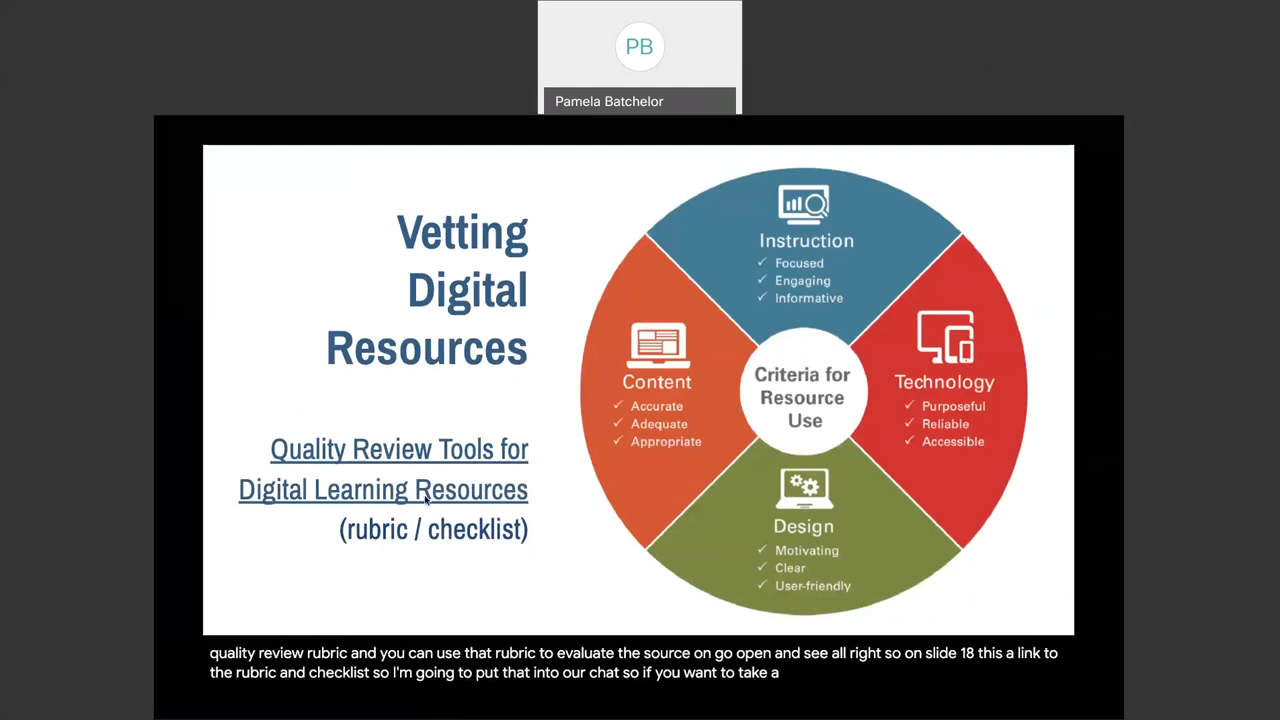 PB
Pamela Batchelor
Vetting
Digital
Resources
Quality Review Tools for
Digital Learning Resources
(rubric / checklist)
Instruction
✓ Focused
✓ Engaging
✓ Informative
Content
✓ Accurate
✓ Adequate
✓ Appropriate
Criteria for
Resource
Use
Technology
✓ Purposeful
✓ Reliable
✓ Accessible
Design
✓ Motivating
✓ Clear
✓ User-friendly
quality review rubric and you can use that rubric to evaluate the source on go open and see all right so on slide 18 this a link to
the rubric and checklist so I'm going to put that into our chat so if you want to take a